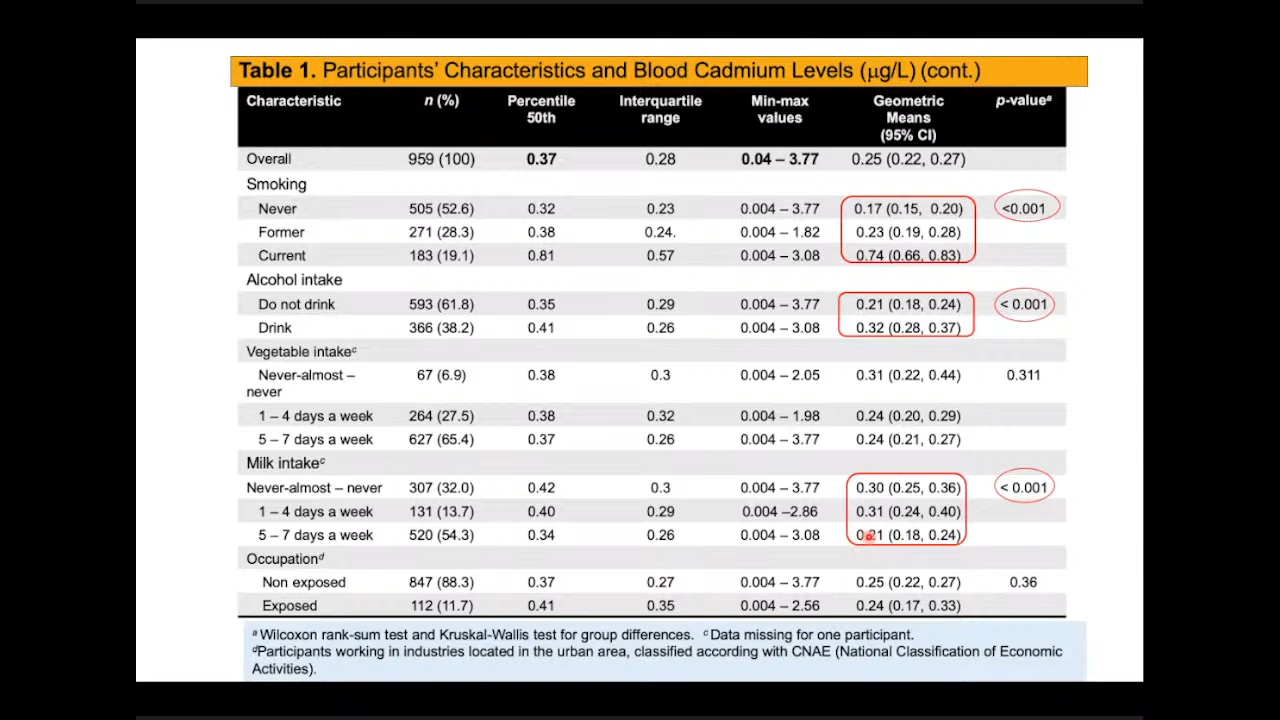 Table 1. Participants’ Characteristics and Blood Cadmium Levels (µg/L) (cont.)
Characteristic n (%) Percentile 50th Interquartile range Min-max values Geometric Means (95% CI) p-valueᵃ
Overall 959 (100) 0.37 0.28 0.04 – 3.77 0.25 (0.22, 0.27)
Smoking
Never 505 (52.6) 0.32 0.23 0.004 – 3.77 0.17 (0.15, 0.20) <0.001
Former 271 (28.3) 0.38 0.24. 0.004 – 1.82 0.23 (0.19, 0.28)
Current 183 (19.1) 0.81 0.57 0.004 – 3.08 0.74 (0.66, 0.83)
Alcohol intake
Do not drink 593 (61.8) 0.35 0.29 0.004 – 3.77 0.21 (0.18, 0.24) < 0.001
Drink 366 (38.2) 0.41 0.26 0.004 – 3.08 0.32 (0.28, 0.37)
Vegetable intakeᶜ
Never-almost – never 67 (6.9) 0.38 0.3 0.004 – 2.05 0.31 (0.22, 0.44) 0.311
1 – 4 days a week 264 (27.5) 0.38 0.32 0.004 – 1.98 0.24 (0.20, 0.29)
5 – 7 days a week 627 (65.4) 0.37 0.26 0.004 – 3.77 0.24 (0.21, 0.27)
Milk intakeᶜ
Never-almost – never 307 (32.0) 0.42 0.3 0.004 – 3.77 0.30 (0.25, 0.36) < 0.001
1 – 4 days a week 131 (13.7) 0.40 0.29 0.004 –2.86 0.31 (0.24, 0.40)
5 – 7 days a week 520 (54.3) 0.34 0.26 0.004 – 3.08 0.21 (0.18, 0.24)
Occupationᵈ
Non exposed 847 (88.3) 0.37 0.27 0.004 – 3.77 0.25 (0.22, 0.27) 0.36
Exposed 112 (11.7) 0.41 0.35 0.004 – 2.56 0.24 (0.17, 0.33)
ᵃ Wilcoxon rank-sum test and Kruskal-Wallis test for group differences. ᶜ Data missing for one participant.
ᵈParticipants working in industries located in the urban area, classified according with CNAE (National Classification of Economic
Activities).